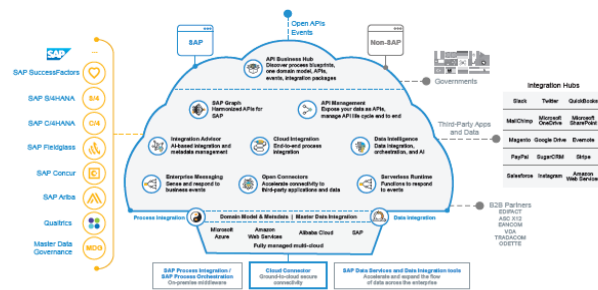 Open APIs
Events
SAP
SAP
Non-SAP
API Business Hub
Discover process blueprints,
one domain model, APIs,
events, integration packages
Governments
SAP SuccessFactors
SAP S/4HANA
S/4
SAP C/4HANA
C/4
SAP Fieldglass
SAP Concur
SAP Ariba
Qualtrics
Master Data
Governance
MDG
SAP Graph
Harmonized APIs for
SAP
API Management
Expose your data as APIs,
manage API life cycle end to end
Integration Advisor
AI-based integration and
metadata management
Cloud Integration
End-to-end process
integration
Data Intelligence
Data integration,
orchestration, and AI
Enterprise Messaging
Sense and respond to
business events
Open Connectors
Accelerate connectivity to
third-party applications and data
Serverless Runtime
Functions to respond to
events
Process Integration
Domain Model & Metadata | Master Data Integration
Data Integration
Microsoft
Azure
Amazon
Web Services
Alibaba Cloud
SAP
Fully managed multi-cloud
SAP Process Integration /
SAP Process Orchestration
On-premise middleware
Cloud Connector
Ground-to-cloud secure
connectivity
SAP Data Services and Data Integration tools
Accelerate and expand the flow
of data across the enterprise
Third-Party Apps
and Data
B2B Partners
EDIFACT
ASC X12
EANCOM
VDA
TRADACOM
ODETTE
Integration Hubs
Slack Twitter QuickBooks
MailChimp Microsoft OneDrive Microsoft SharePoint
Magento Google Drive Evernote
PayPal SugarCRM Stripe
Salesforce Instagram Amazon Web Service